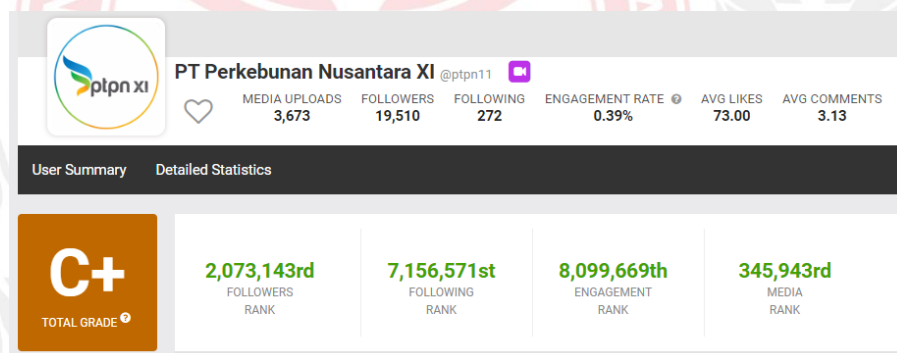 ptpn XI
PT Perkebunan Nusantara XI @ptpn11
MEDIA UPLOADS FOLLOWERS FOLLOWING ENGAGEMENT RATE ? AVG LIKES AVG COMMENTS
3,673 19,510 272 0.39% 73.00 3.13
User Summary Detailed Statistics
C+
TOTAL GRADE ?
2,073,143rd 7,156,571st 8,099,669th 345,943rd
FOLLOWERS FOLLOWING ENGAGEMENT MEDIA
RANK RANK RANK RANK